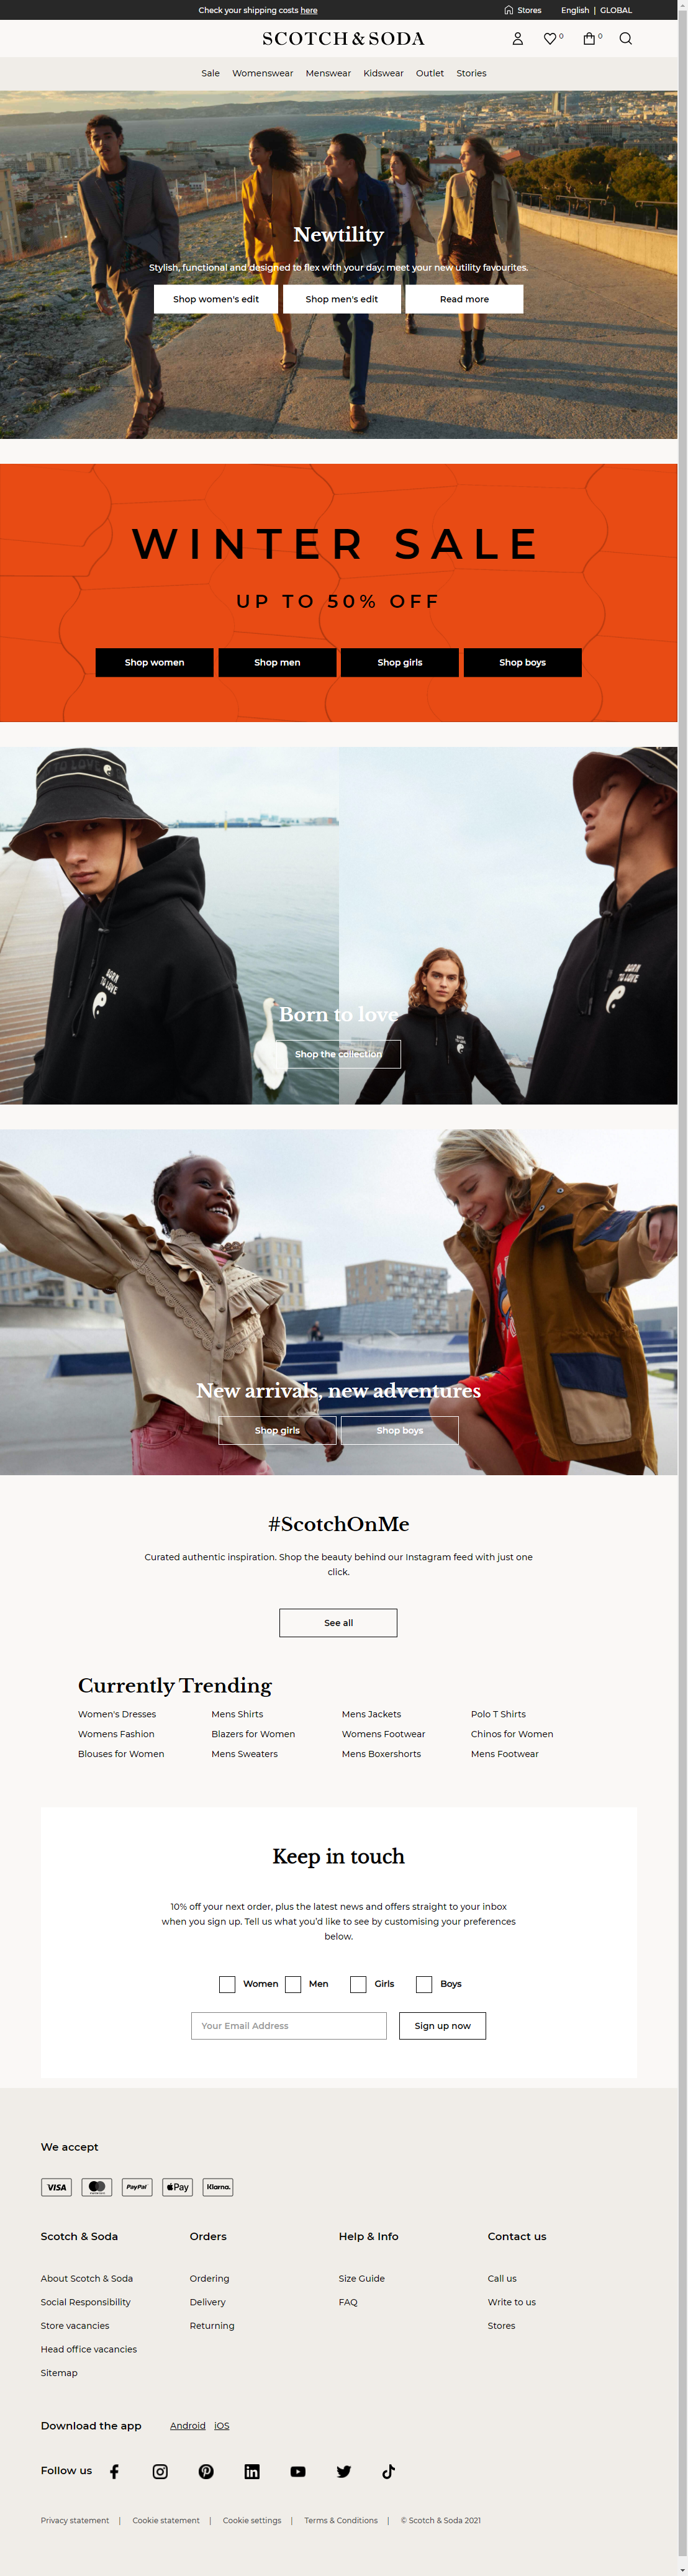 Check your shipping costs here
Stores
English | GLOBAL
SCOTCH & SODA
0
0
Sale Womenswear Menswear Kidswear Outlet Stories
Newtility
Stylish, functional and designed to flex with your day: meet your new utility favourites.
Shop women's edit
Shop men's edit
Read more
WINTER SALE
UP TO 50% OFF
Shop women
Shop men
Shop girls
Shop boys
BORN
TO LOVE
BORN
TO LOVE
Born to love
Shop the collection
New arrivals, new adventures
Shop girls
Shop boys
#ScotchOnMe
Curated authentic inspiration. Shop the beauty behind our Instagram feed with just one
click.
See all
Currently Trending
Women's Dresses Mens Shirts Mens Jackets Polo T Shirts
Womens Fashion Blazers for Women Womens Footwear Chinos for Women
Blouses for Women Mens Sweaters Mens Boxershorts Mens Footwear
Keep in touch
10% off your next order, plus the latest news and offers straight to your inbox
when you sign up. Tell us what you'd like to see by customising your preferences
below.
Women Men Girls Boys
Your Email Address
Sign up now
We accept
VISA
PayPal
Pay
Klarna.
Scotch & Soda
About Scotch & Soda
Social Responsibility
Store vacancies
Head office vacancies
Sitemap
Orders
Ordering
Delivery
Returning
Help & Info
Size Guide
FAQ
Contact us
Call us
Write to us
Stores
Download the app Android iOS
Follow us
Privacy statement | Cookie statement | Cookie settings | Terms & Conditions | © Scotch & Soda 2021